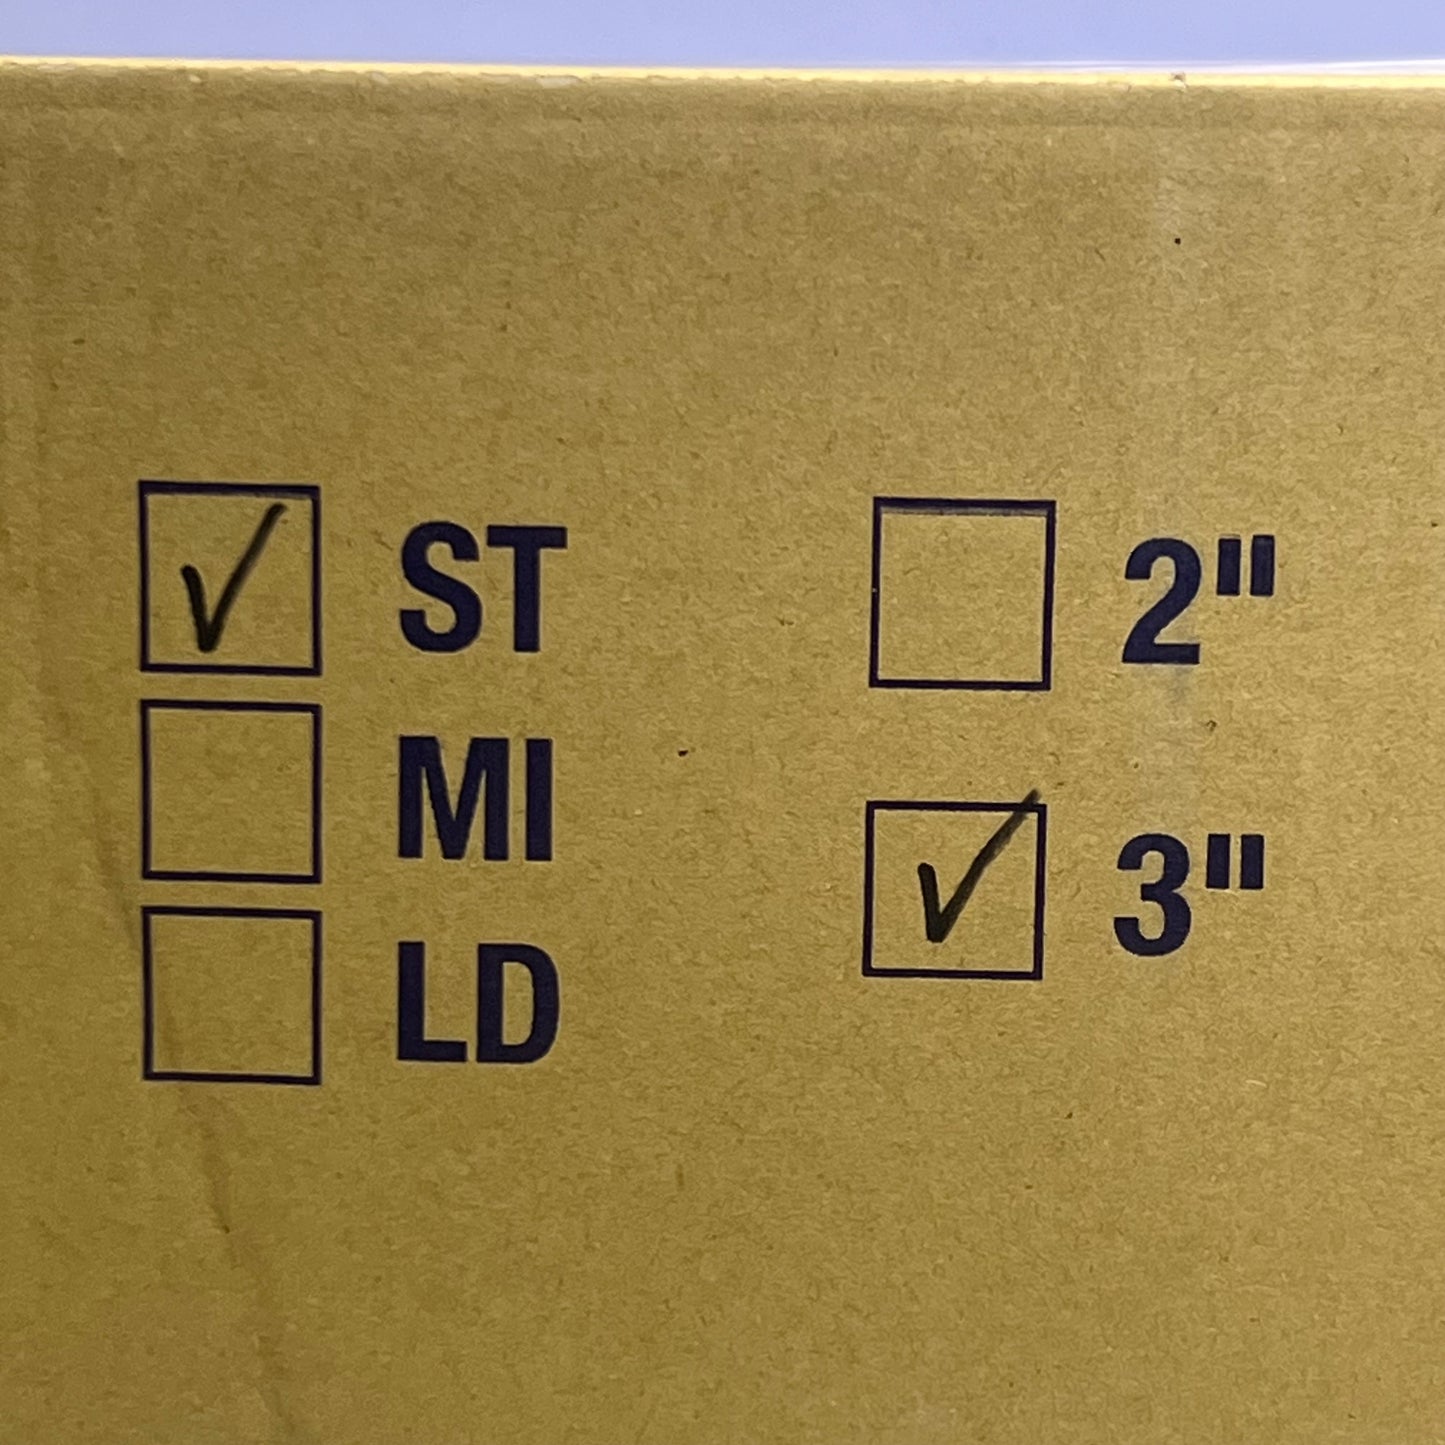 ☑ ST
☐ MI
☐ LD
☐ 2"
☑ 3"